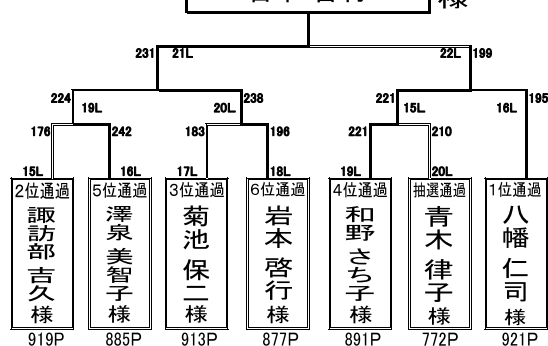 様
231 21L 22L 199
224 19L 20L 238 221 15L 16L 195
176 242 183 196 221 210
15L 16L 17L 18L 19L 20L
2位通過 5位通過 3位通過 6位通過 4位通過 抽選通過 1位通過
諏訪部 吉久 様
澤泉 美智子 様
菊池 保二 様
岩本 啓行 様
和野 さち子 様
青木 律子 様
八幡 仁司 様
919P 885P 913P 877P 891P 772P 921P